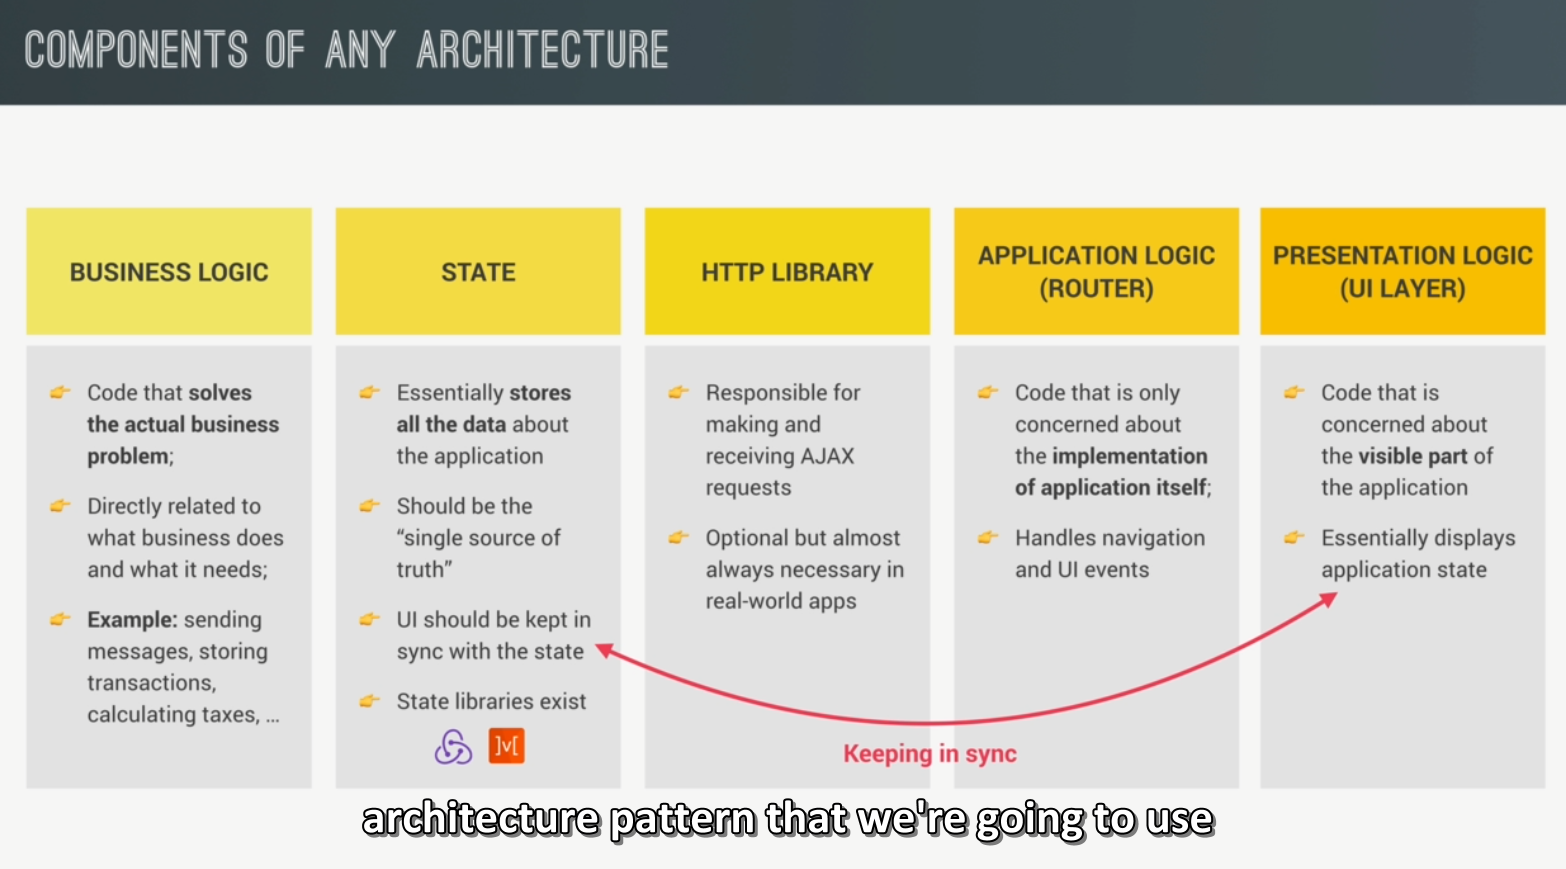 COMPONENTS OF ANY ARCHITECTURE
BUSINESS LOGIC
Code that solves
the actual business
problem;
Directly related to
what business does
and what it needs;
Example: sending
messages, storing
transactions,
calculating taxes, …
STATE
Essentially stores
all the data about
the application
Should be the
“single source of
truth”
UI should be kept in
sync with the state
State libraries exist
]v[
HTTP LIBRARY
Responsible for
making and
receiving AJAX
requests
Optional but almost
always necessary in
real-world apps
APPLICATION LOGIC
(ROUTER)
Code that is only
concerned about
the implementation
of application itself;
Handles navigation
and UI events
PRESENTATION LOGIC
(UI LAYER)
Code that is
concerned about
the visible part of
the application
Essentially displays
application state
Keeping in sync
architecture pattern that we're going to use